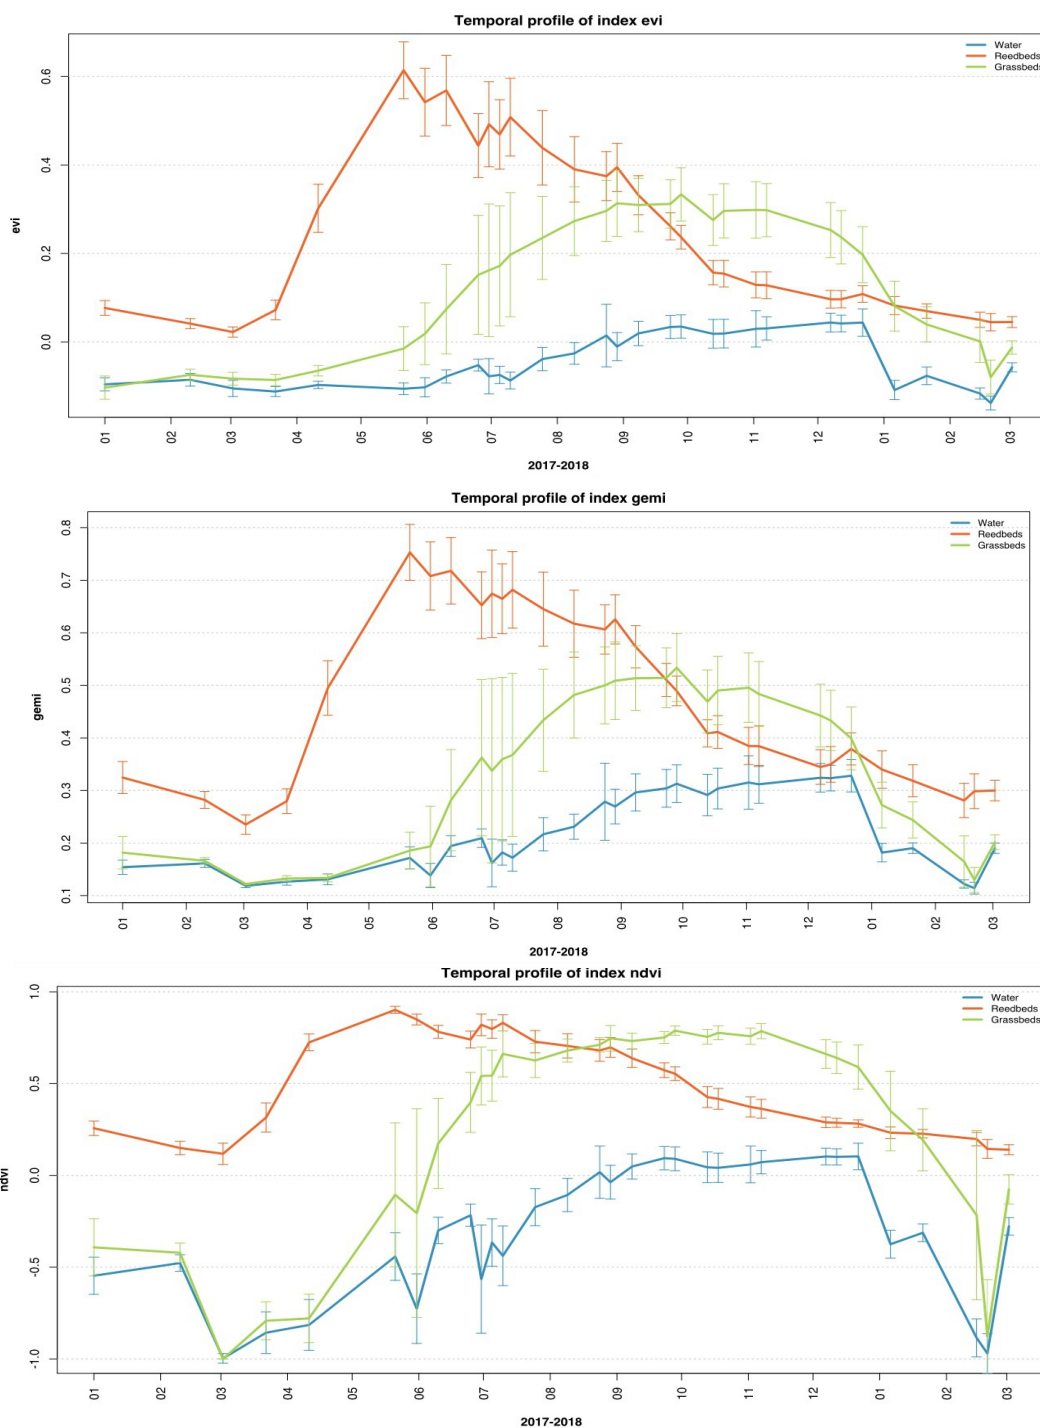 Temporal profile of index evi
Water
Reedbeds
Grassbeds
evi
0.6
0.4
0.2
0.0
01 02 03 04 05 06 07 08 09 10 11 12 01 02 03
2017-2018
Temporal profile of index gemi
Water
Reedbeds
Grassbeds
gemi
0.8
0.7
0.6
0.5
0.4
0.3
0.2
0.1
01 02 03 04 05 06 07 08 09 10 11 12 01 02 03
2017-2018
Temporal profile of index ndvi
Water
Reedbeds
Grassbeds
ndvi
1.0
0.5
0.0
-0.5
-1.0
01 02 03 04 05 06 07 08 09 10 11 12 01 02 03
2017-2018